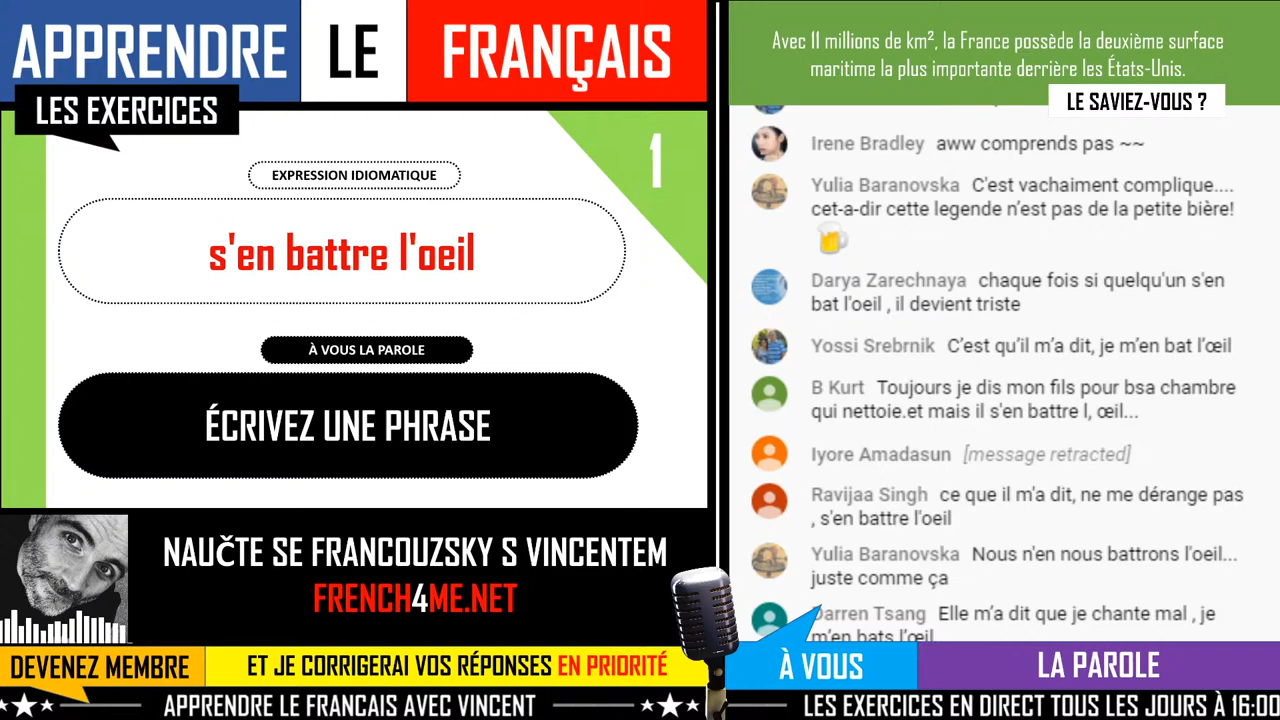 APPRENDRE LE FRANÇAIS
LES EXERCICES
1
EXPRESSION IDIOMATIQUE
s'en battre l'oeil
À VOUS LA PAROLE
ÉCRIVEZ UNE PHRASE
NAUČTE SE FRANCOUZSKY S VINCENTEM
FRENCH4ME.NET
DEVENEZ MEMBRE
ET JE CORRIGERAI VOS RÉPONSES EN PRIORITÉ
Avec 11 millions de km², la France possède la deuxième surface
maritime la plus importante derrière les États-Unis.
LE SAVIEZ-VOUS ?
Irene Bradley aww comprends pas ~~
Yulia Baranovska C'est vachaiment complique....
cet-a-dir cette legende n'est pas de la petite bière!
Darya Zarechnaya chaque fois si quelqu'un s'en
bat l'oeil , il devient triste
Yossi Srebrnik C’est qu’il m’a dit, je m’en bat l’œil
B Kurt Toujours je dis mon fils pour bsa chambre
qui nettoie.et mais il s'en battre l, œil...
Iyore Amadasun [message retracted]
Ravijaa Singh ce que il m'a dit, ne me dérange pas
, s'en battre l'oeil
Yulia Baranovska Nous n'en nous battrons l'oeil...
juste comme ça
Darren Tsang Elle m’a dit que je chante mal , je
m’en bats l’œil
À VOUS
LA PAROLE
APPRENDRE LE FRANCAIS AVEC VINCENT
LES EXERCICES EN DIRECT TOUS LES JOURS À 16:00